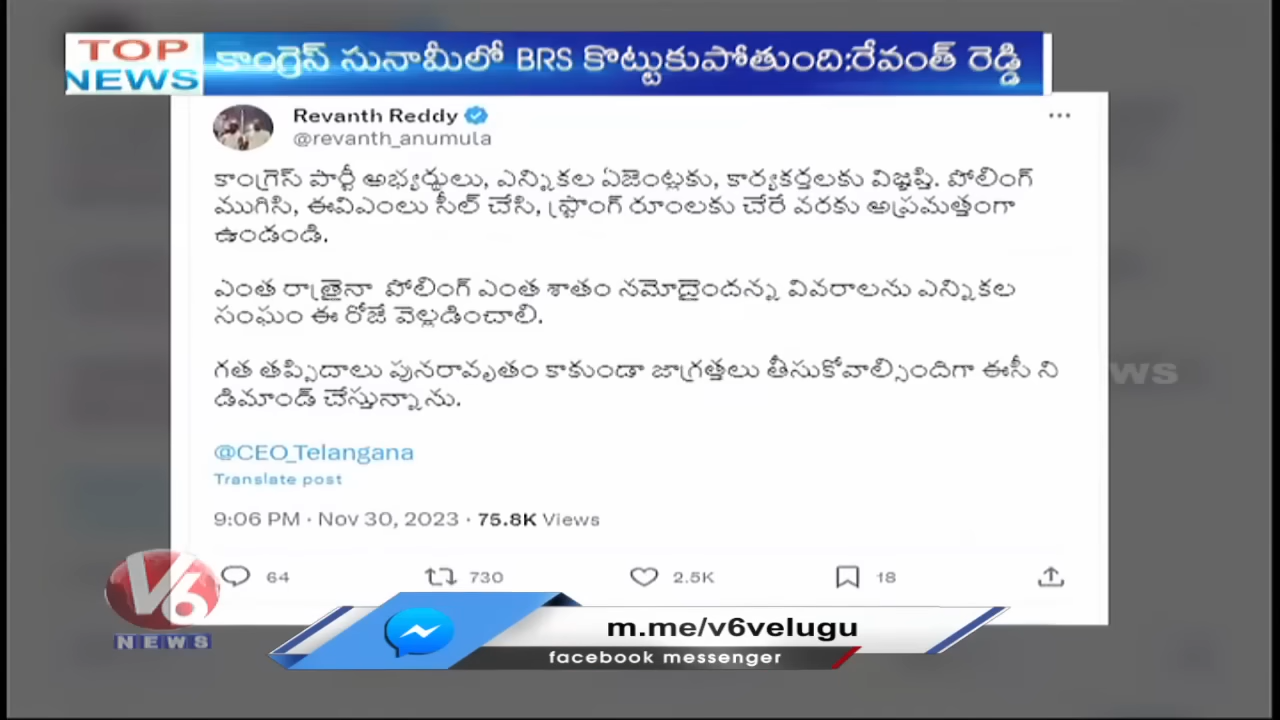 TOP
NEWS
కాంగ్రెస్ సునామీలో BRS కొట్టుకుపోతుంది:రేవంత్ రెడ్డి
Revanth Reddy
@revanth_anumula
కాంగ్రెస్ పార్టీ అభ్యర్థులు, ఎన్నికల ఏజెంట్లకు, కార్యకర్తలకు విజ్ఞప్తి. పోలింగ్
ముగిసి, ఈవిఎంలు సీల్ చేసి, స్ట్రాంగ్ రూంలకు చేరే వరకు అప్రమత్తంగా
ఉండండి.
ఎంత రాత్రైనా పోలింగ్ ఎంత శాతం నమోదైందన్న వివరాలను ఎన్నికల
సంఘం ఈ రోజే వెల్లడించాలి.
గత తప్పిదాలు పునరావృతం కాకుండా జాగ్రత్తలు తీసుకోవాల్సిందిగా ఈసీ ని
డిమాండ్ చేస్తున్నాను.
@CEO_Telangana
Translate post
9:06 PM · Nov 30, 2023 · 75.8K Views
64 730 2.5K 18
V6
NEWS
m.me/v6velugu
facebook messenger